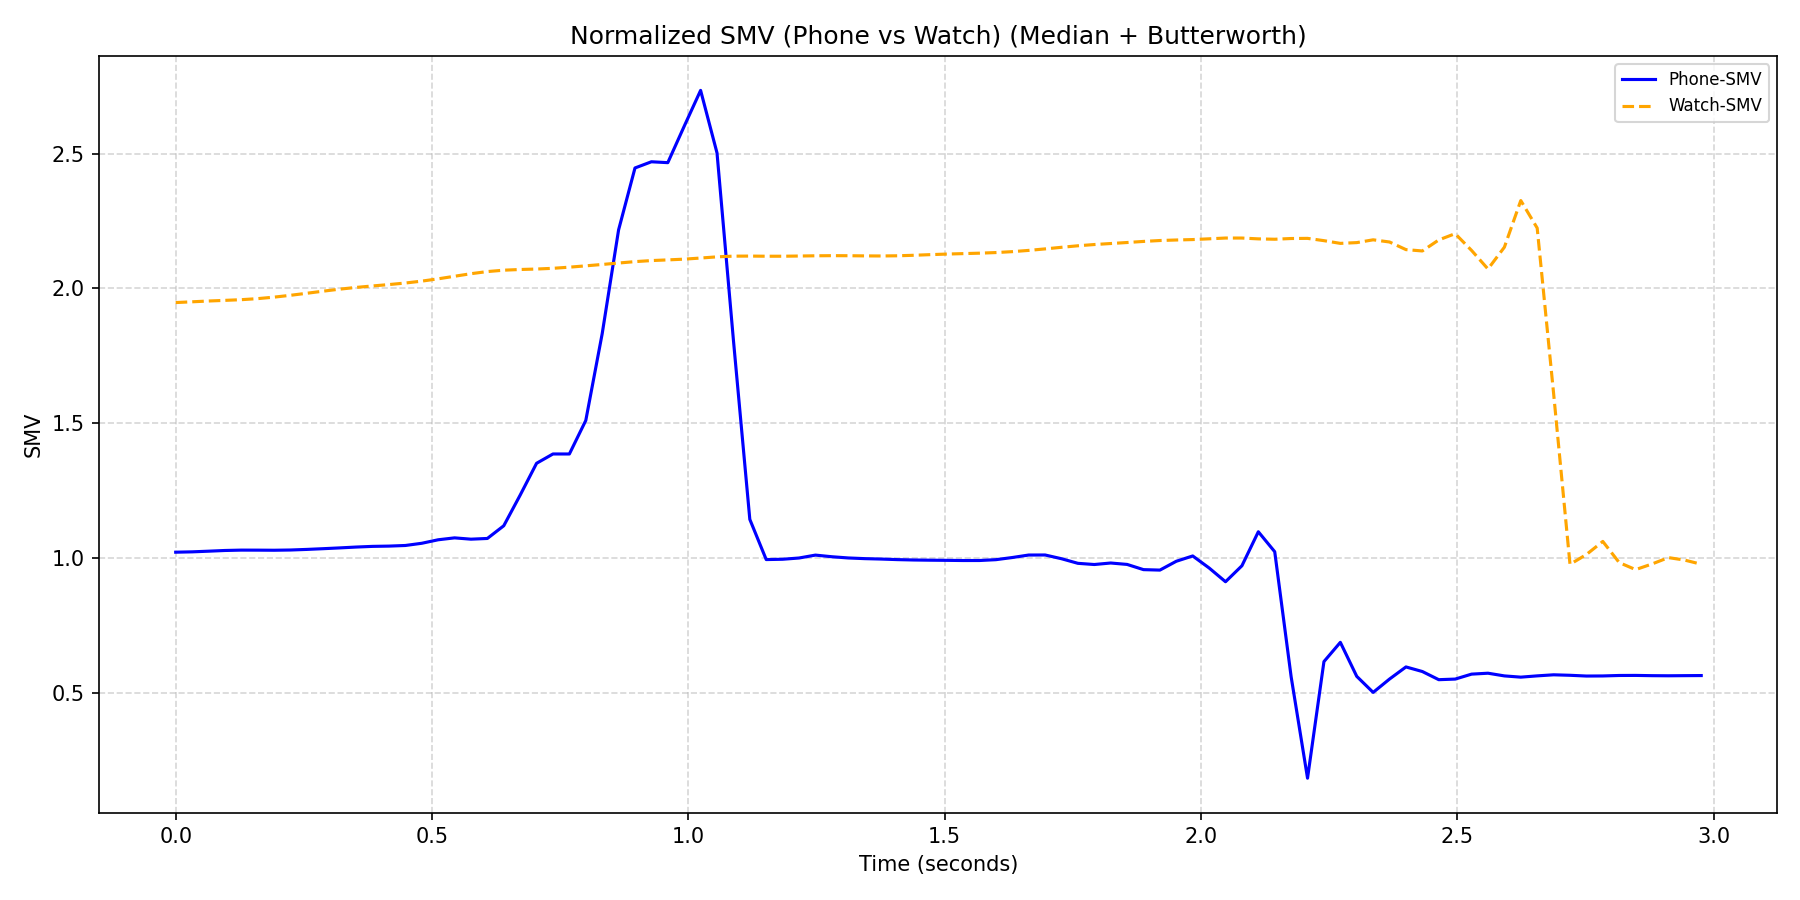 Normalized SMV (Phone vs Watch) (Median + Butterworth)
Phone-SMV
Watch-SMV
2.5
2.0
1.5
1.0
0.5
SMV
0.0 0.5 1.0 1.5 2.0 2.5 3.0
Time (seconds)